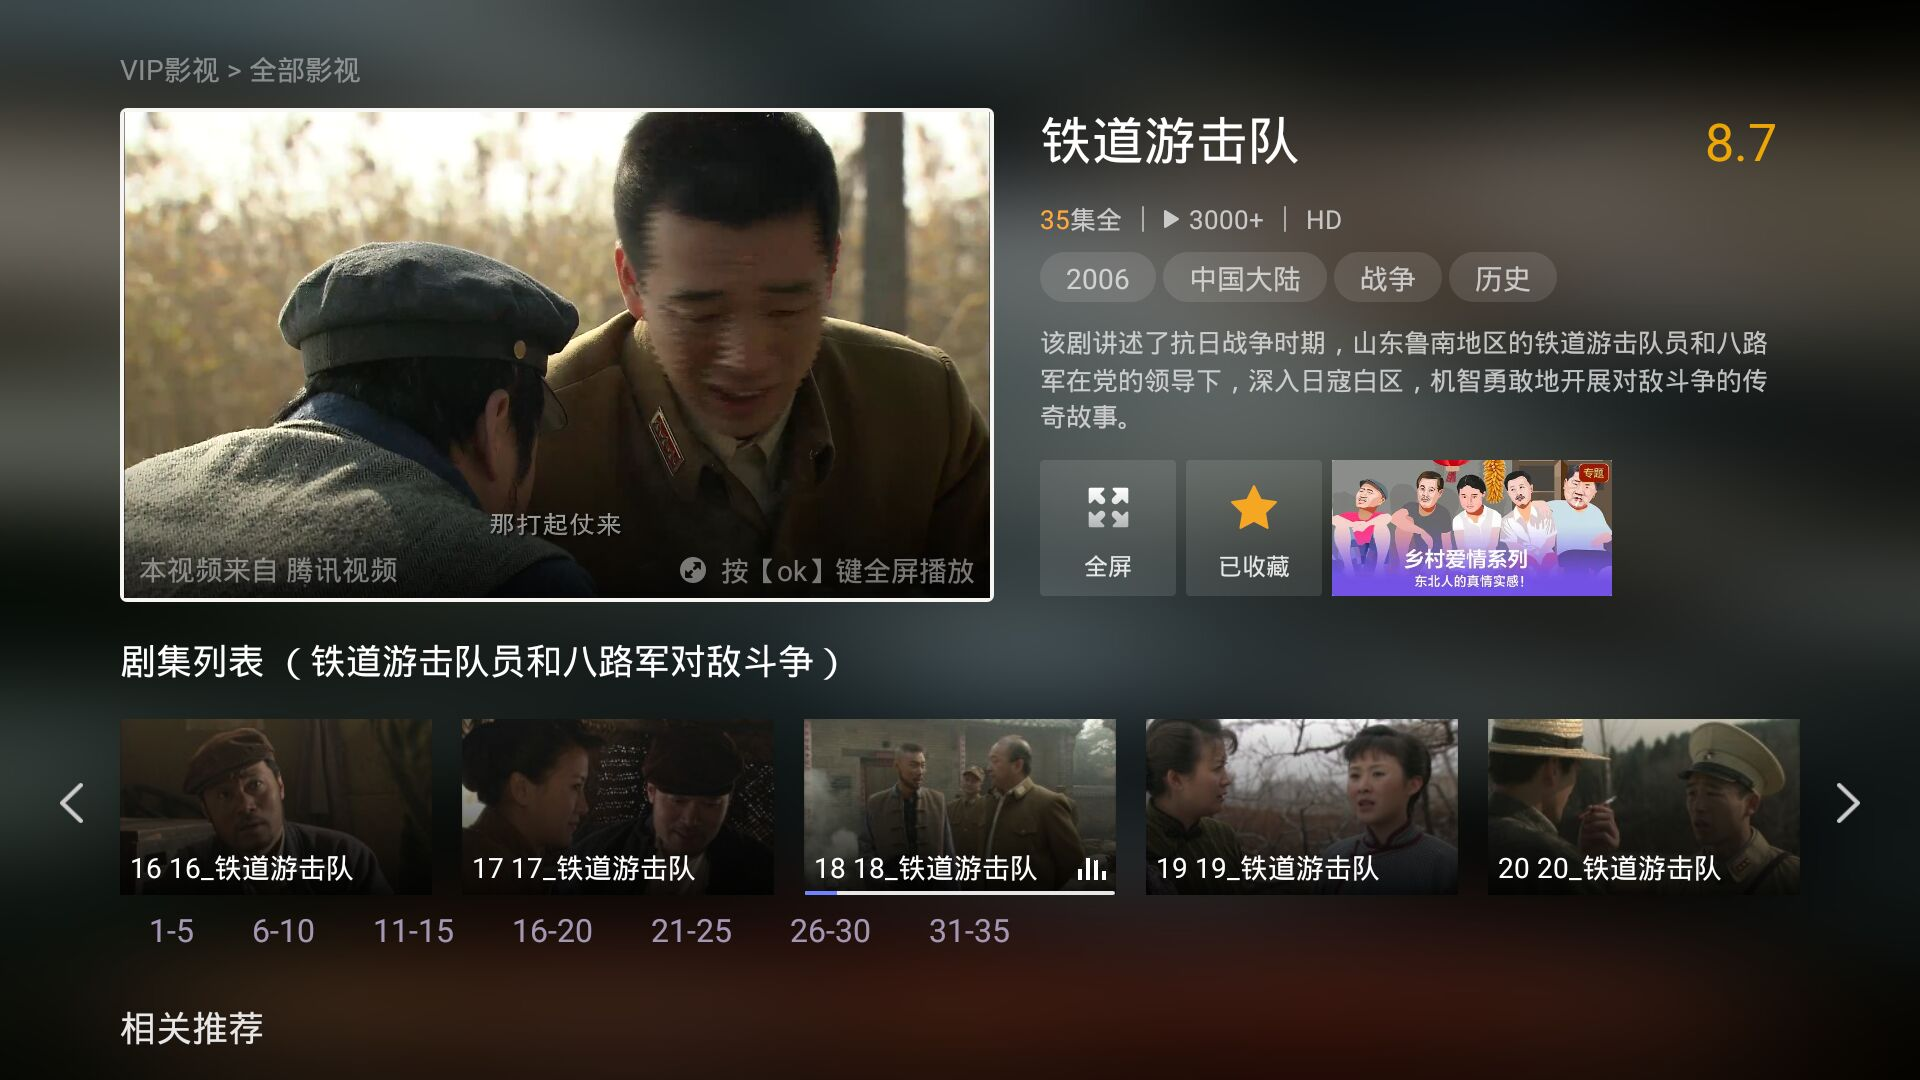 VIP影视 > 全部影视
铁道游击队
8.7
35集全 | 3000+ | HD
2006 中国大陆 战争 历史
该剧讲述了抗日战争时期，山东鲁南地区的铁道游击队员和八路
军在党的领导下，深入日寇白区，机智勇敢地开展对敌斗争的传
奇故事。
那打起仗来
本视频来自 腾讯视频
按【ok】键全屏播放
全屏
已收藏
专题
乡村爱情系列
东北人的真情实感！
剧集列表 （铁道游击队员和八路军对敌斗争）
16 16_铁道游击队
17 17_铁道游击队
18 18_铁道游击队
19 19_铁道游击队
20 20_铁道游击队
1-5 6-10 11-15 16-20 21-25 26-30 31-35
相关推荐